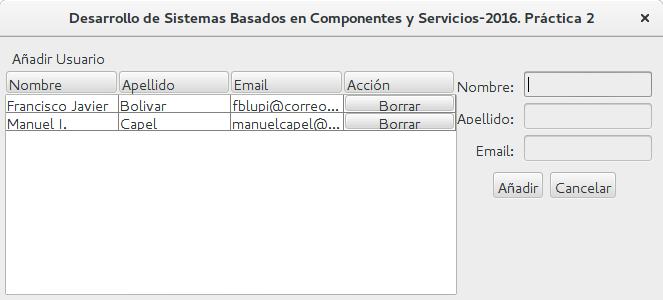 Desarrollo de Sistemas Basados en Componentes y Servicios-2016. Práctica 2
Añadir Usuario
Nombre Apellido Email Acción
Francisco Javier Bolivar fblupi@correo... Borrar
Manuel I. Capel manuelcapel@... Borrar
Nombre:
Apellido:
Email:
Añadir Cancelar